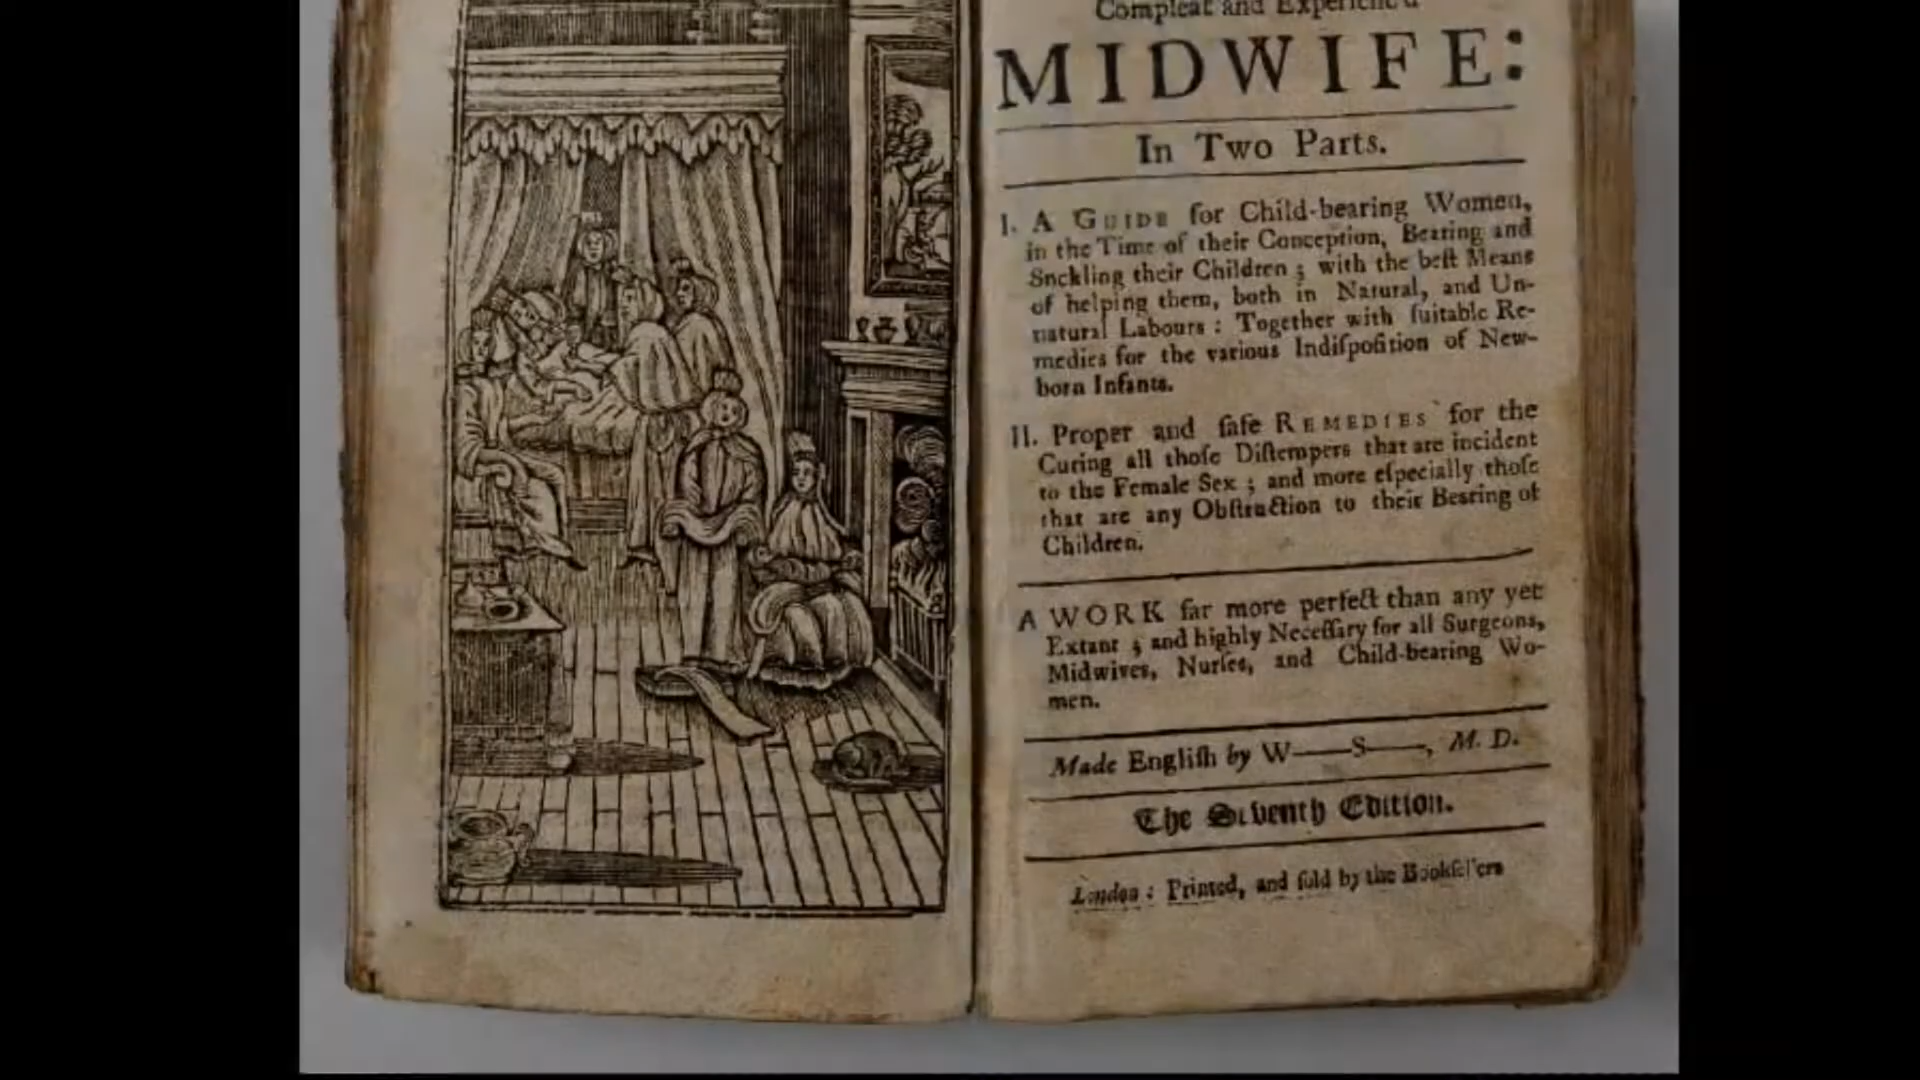 Compleat and Experienc'd
MIDWIFE:
In Two Parts.
I. A GUIDE for Child-bearing Women,
in the Time of their Conception, Bearing and
Suckling their Children ; with the beſt Means
of helping them, both in Natural, and Un-
natural Labours : Together with ſuitable Re-
medies for the various Indiſpoſition of New-
born Infants.
II. Proper and ſafe REMEDIES for the
Curing all thoſe Diſtempers that are incident
to the Female Sex ; and more eſpecially thoſe
that are any Obſtruction to their Bearing of
Children.
A WORK far more perfect than any yet
Extant ; and highly Neceſſary for all Surgeons,
Midwives, Nurſes, and Child-bearing Wo-
men.
Made Engliſh by W——S——, M. D.
The Seventh Edition.
London : Printed, and ſold by the Bookſellers